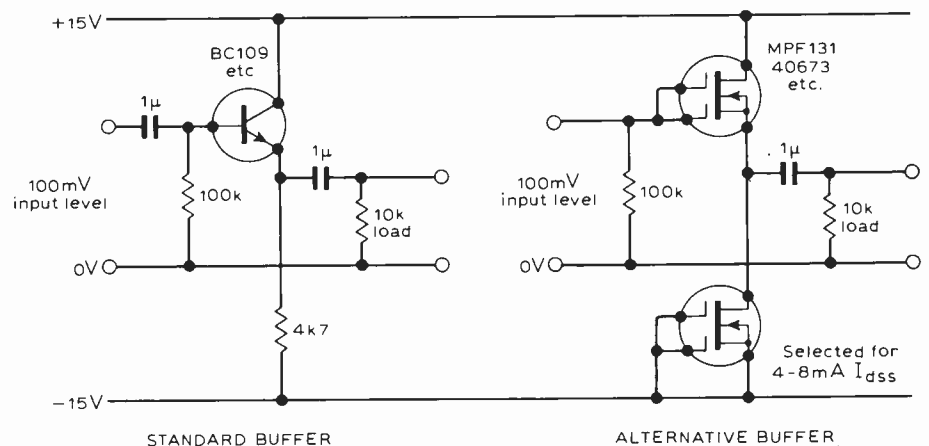 +15V
BC109
etc
1μ
100mV
input level
100k
1μ
10k
load
0V
4k7
-15V
STANDARD BUFFER
MPF131
40673
etc.
100mV
input level
100k
1μ
10k
load
0V
Selected for
4-8mA Idss
ALTERNATIVE BUFFER